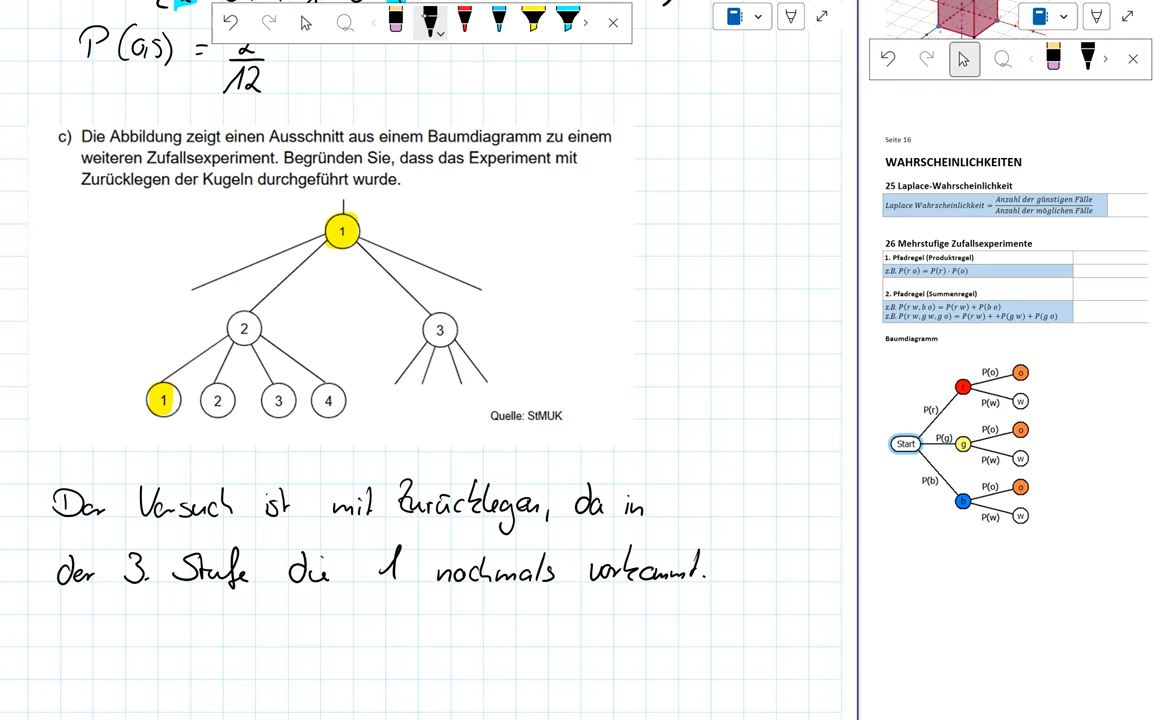 P(G₅) = 2/12
c) Die Abbildung zeigt einen Ausschnitt aus einem Baumdiagramm zu einem
weiteren Zufallsexperiment. Begründen Sie, dass das Experiment mit
Zurücklegen der Kugeln durchgeführt wurde.
1
2 3
1 2 3 4
Quelle: StMUK
Der Versuch ist mit Zurücklegen, da in
der 3. Stufe die 1 nochmals vorkommt.
Seite 16
WAHRSCHEINLICHKEITEN
25 Laplace-Wahrscheinlichkeit
Laplace Wahrscheinlichkeit = Anzahl der günstigen Fälle
Anzahl der möglichen Fälle
26 Mehrstufige Zufallsexperimente
1. Pfadregel (Produktregel)
z.B. P(r o) = P(r) · P(o)
2. Pfadregel (Summenregel)
z.B. P(r w, b o) = P(r w) + P(b o)
z.B. P(r w, g w, g o) = P(r w) + +P(g w) + P(g o)
Baumdiagramm
P(o) o
r
P(r) P(w) w
P(o) o
Start P(g) g
P(w) w
P(b) P(o) o
b
P(w) w